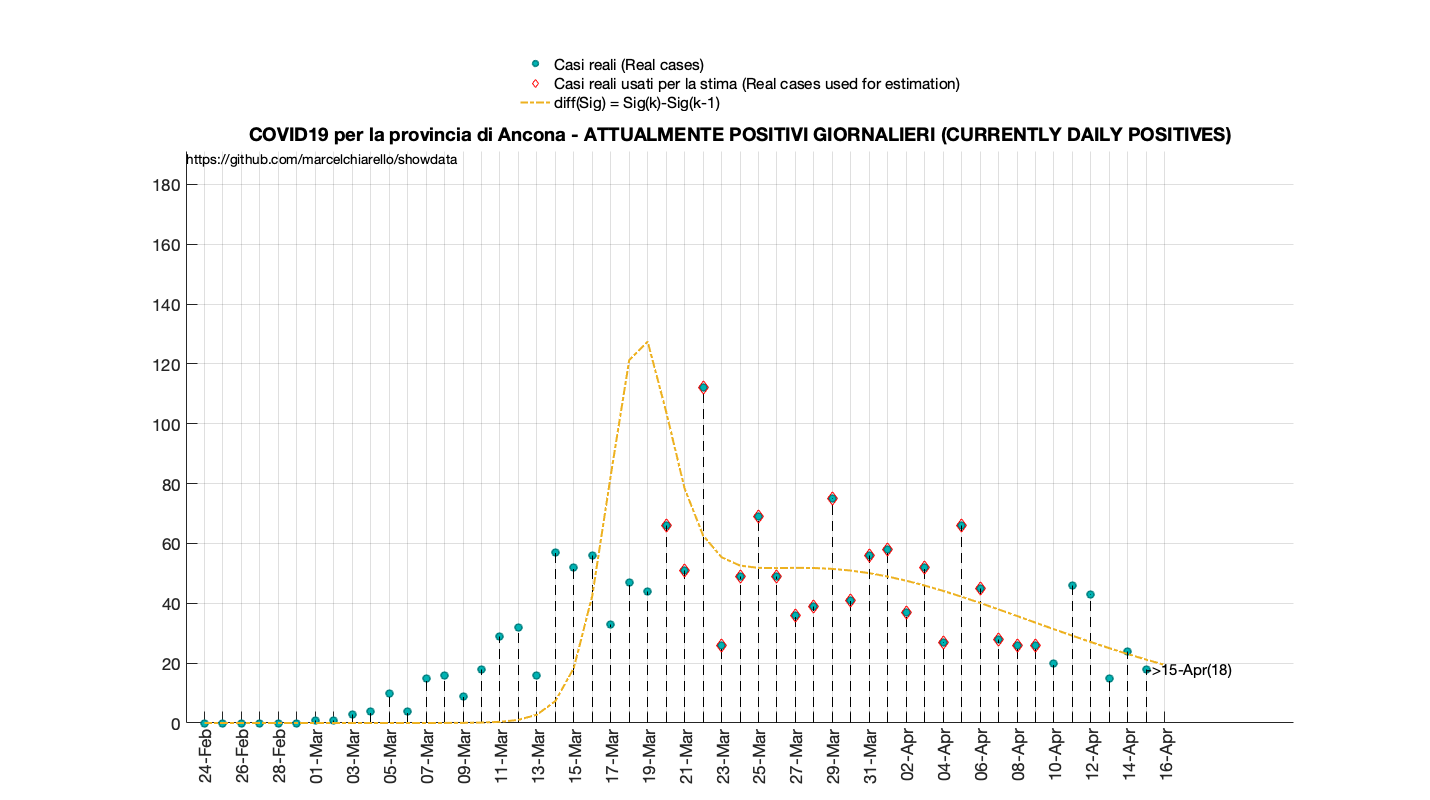 Casi reali (Real cases)
Casi reali usati per la stima (Real cases used for estimation)
diff(Sig) = Sig(k)-Sig(k-1)
COVID19 per la provincia di Ancona - ATTUALMENTE POSITIVI GIORNALIERI (CURRENTLY DAILY POSITIVES)
https://github.com/marcelchiarello/showdata
180
160
140
120
100
80
60
40
20
0
->15-Apr(18)
24-Feb
26-Feb
28-Feb
01-Mar
03-Mar
05-Mar
07-Mar
09-Mar
11-Mar
13-Mar
15-Mar
17-Mar
19-Mar
21-Mar
23-Mar
25-Mar
27-Mar
29-Mar
31-Mar
02-Apr
04-Apr
06-Apr
08-Apr
10-Apr
12-Apr
14-Apr
16-Apr